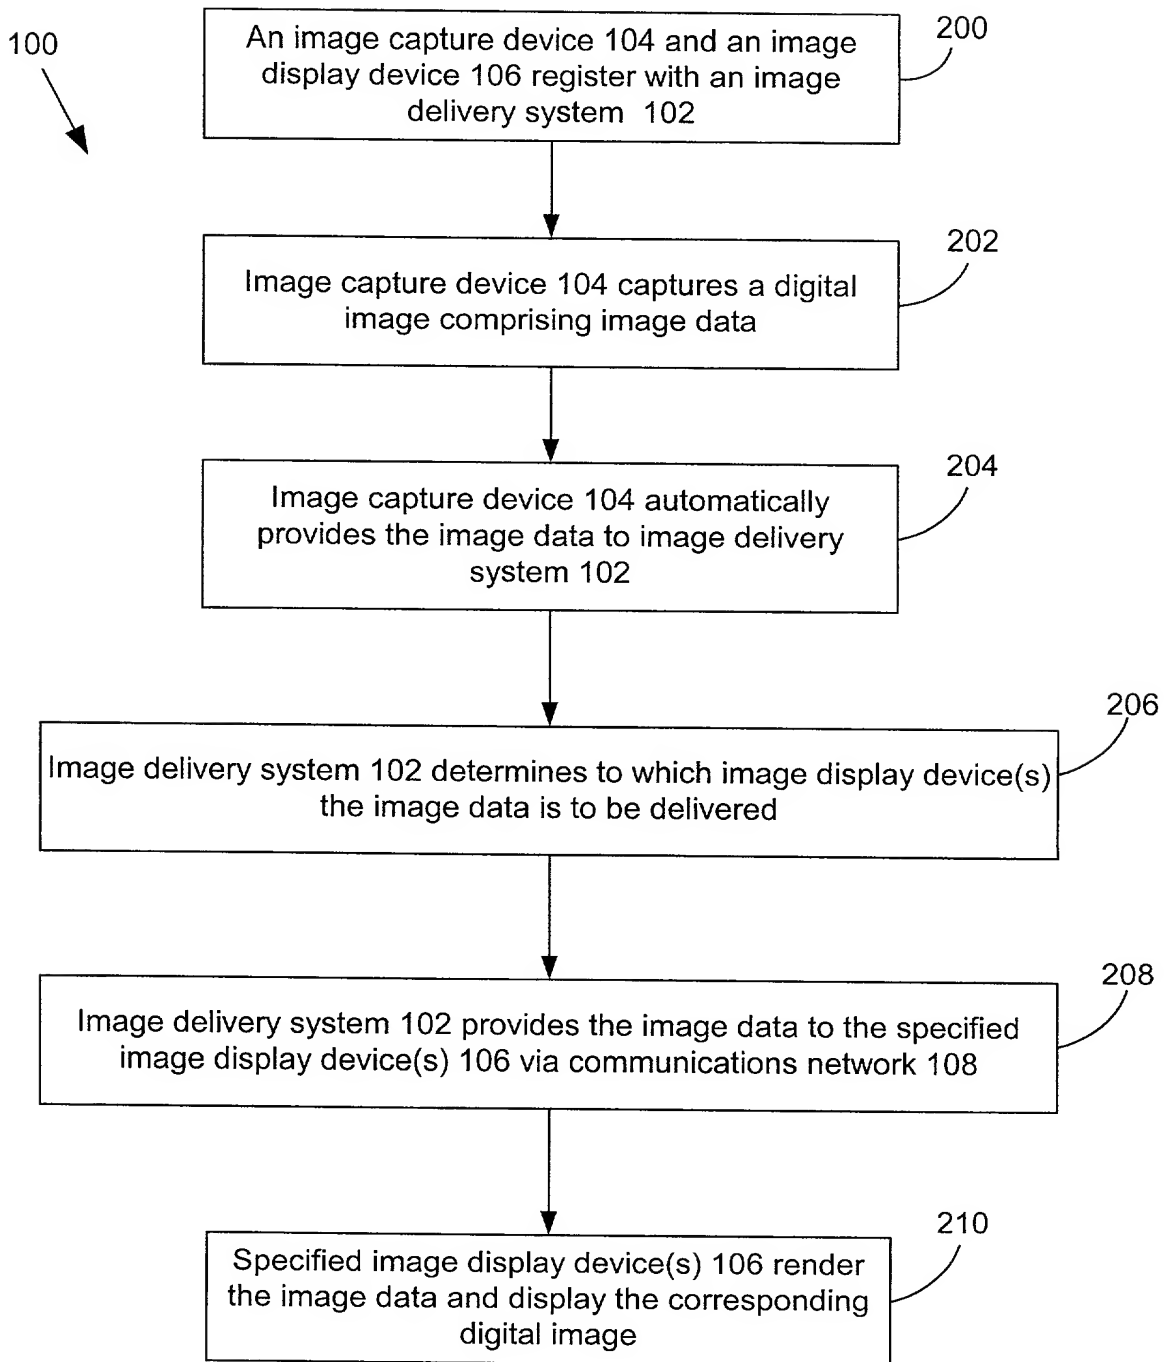 100
An image capture device 104 and an image
display device 106 register with an image
delivery system 102
200
Image capture device 104 captures a digital
image comprising image data
202
Image capture device 104 automatically
provides the image data to image delivery
system 102
204
Image delivery system 102 determines to which image display device(s)
the image data is to be delivered
206
Image delivery system 102 provides the image data to the specified
image display device(s) 106 via communications network 108
208
Specified image display device(s) 106 render
the image data and display the corresponding
digital image
210